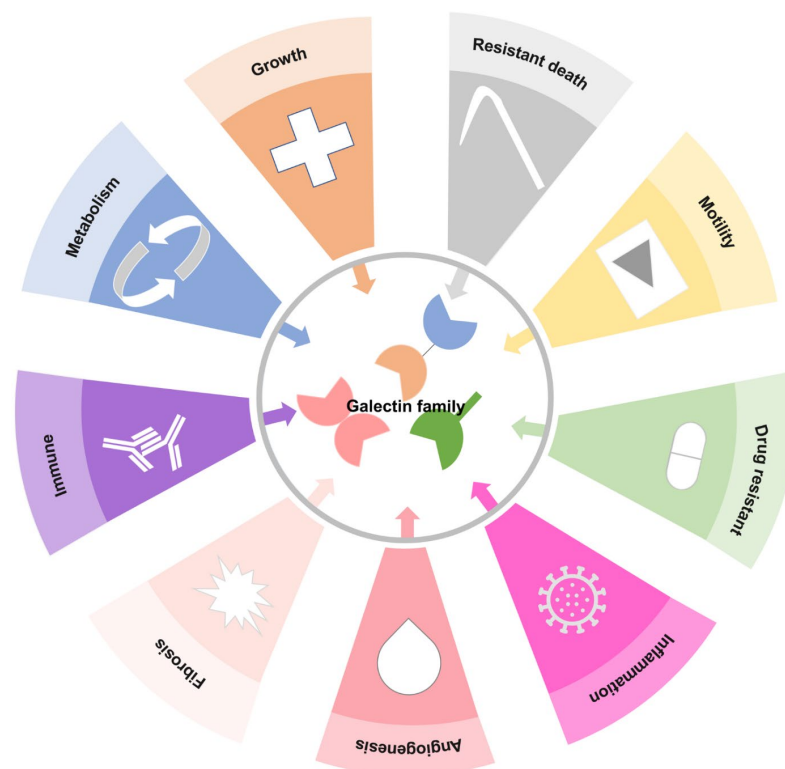 Growth
Resistant death
Motility
Drug resistant
Inflammation
Angiogenesis
Fibrosis
Immune
Metabolism
Galectin family